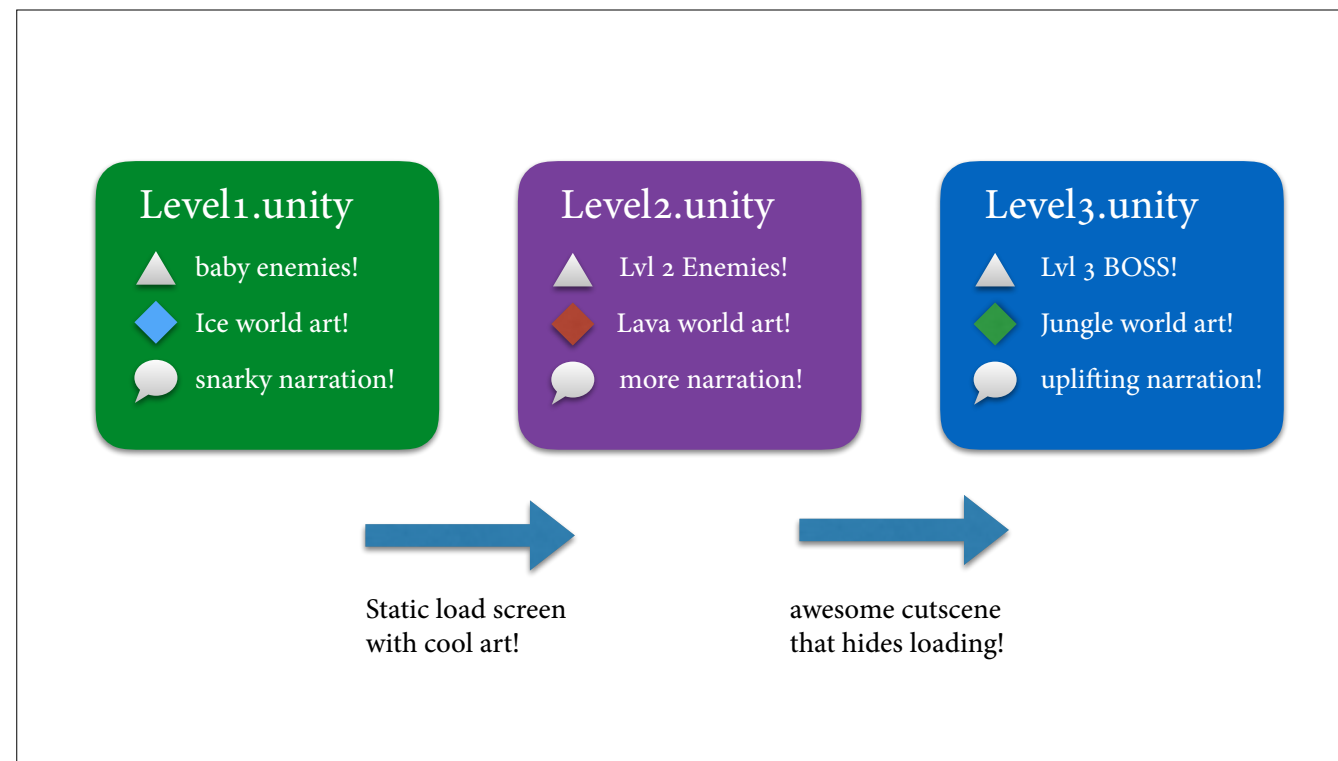 Level1.unity
baby enemies!
Ice world art!
snarky narration!
Level2.unity
Lvl 2 Enemies!
Lava world art!
more narration!
Level3.unity
Lvl 3 BOSS!
Jungle world art!
uplifting narration!
Static load screen
with cool art!
awesome cutscene
that hides loading!